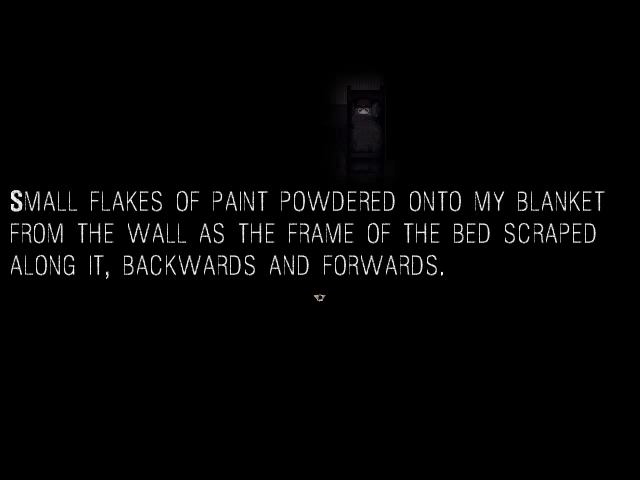 SMALL FLAKES OF PAINT POWDERED ONTO MY BLANKET
FROM THE WALL AS THE FRAME OF THE BED SCRAPED
ALONG IT, BACKWARDS AND FORWARDS.